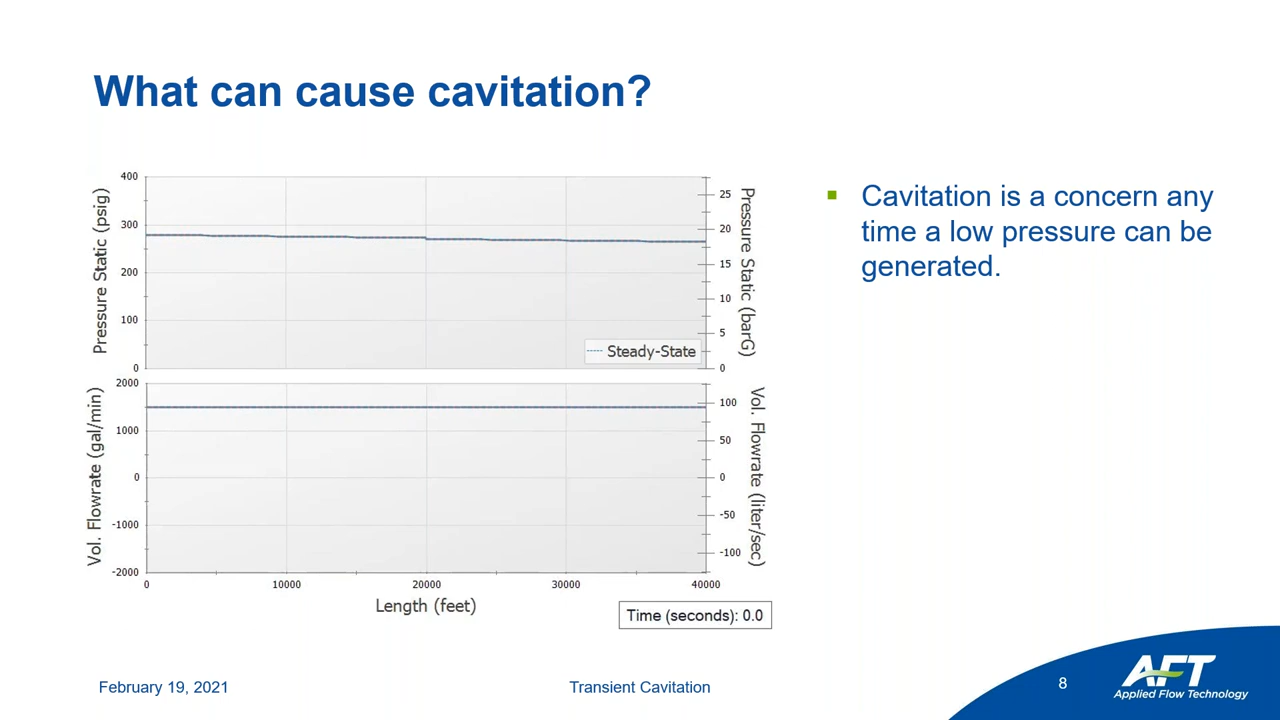 What can cause cavitation?
400
300
200
100
0
Pressure Static (psig)
25
20
15
10
5
0
Pressure Static (barG)
Steady-State
2000
1000
0
-1000
-2000
Vol. Flowrate (gal/min)
100
50
0
-50
-100
Vol. Flowrate (liter/sec)
0 10000 20000 30000 40000
Length (feet)
Time (seconds): 0.0
Cavitation is a concern any
time a low pressure can be
generated.
February 19, 2021
Transient Cavitation
8
AFT
Applied Flow Technology